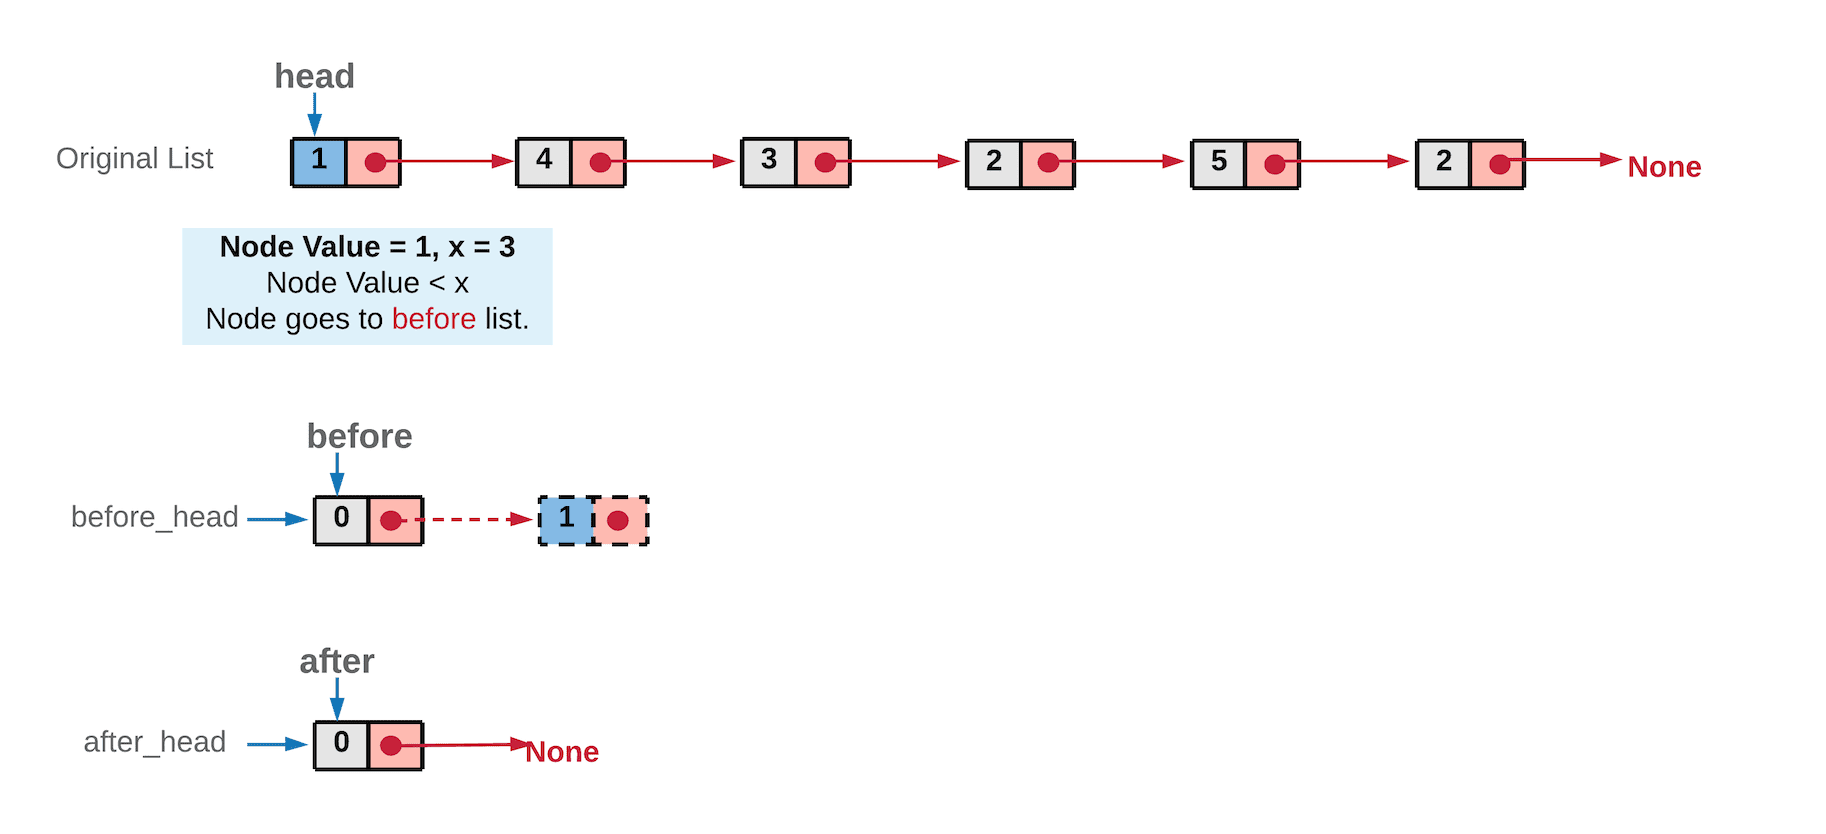 head
Original List 1 4 3 2 5 2 None
Node Value = 1, x = 3
Node Value < x
Node goes to before list.
before
before_head 0 1
after
after_head 0 None